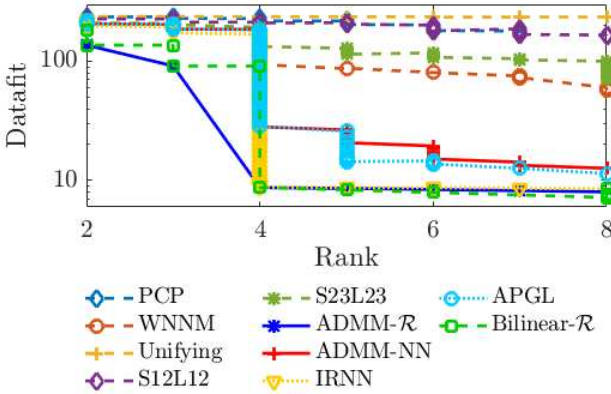 Datafit
100
10
2
4
6
8
Rank
PCP
S23L23
APGL
WNNM
ADMM-ℛ
Bilinear-ℛ
Unifying
ADMM-NN
S12L12
IRNN